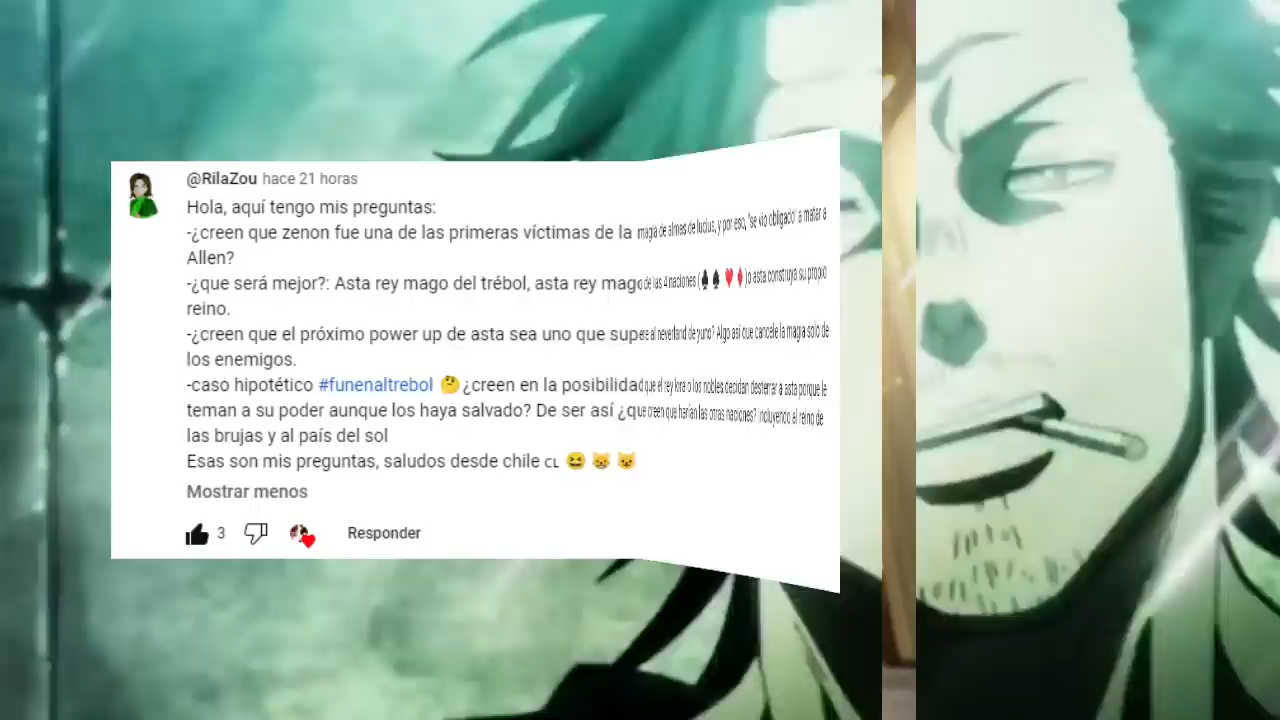 @RilaZou hace 21 horas
Hola, aquí tengo mis preguntas:
-¿creen que zenon fue una de las primeras víctimas de la magia de almes de lucius, y por eso, 'se vio obligado' a matar a
Allen?
-¿que será mejor?: Asta rey mago del trébol, asta rey mago de las 4 naciones (♠️♠️♥️♦️)o asta construya su propio
reino.
-¿creen que el próximo power up de asta sea uno que supere al neverland de yuno? Algo así que cancele la magia solo de
los enemigos.
-caso hipotético #funenaltrebol 🤔¿creen en la posibilidad que el rey kira o los nobles decidan desterrar a asta porque le
teman a su poder aunque los haya salvado? De ser así ¿que creen que harían las otras naciones? incluyendo al reino de
las brujas y al país del sol
Esas son mis preguntas, saludos desde chile CL 😆 😸 😺
Mostrar menos
3 Responder